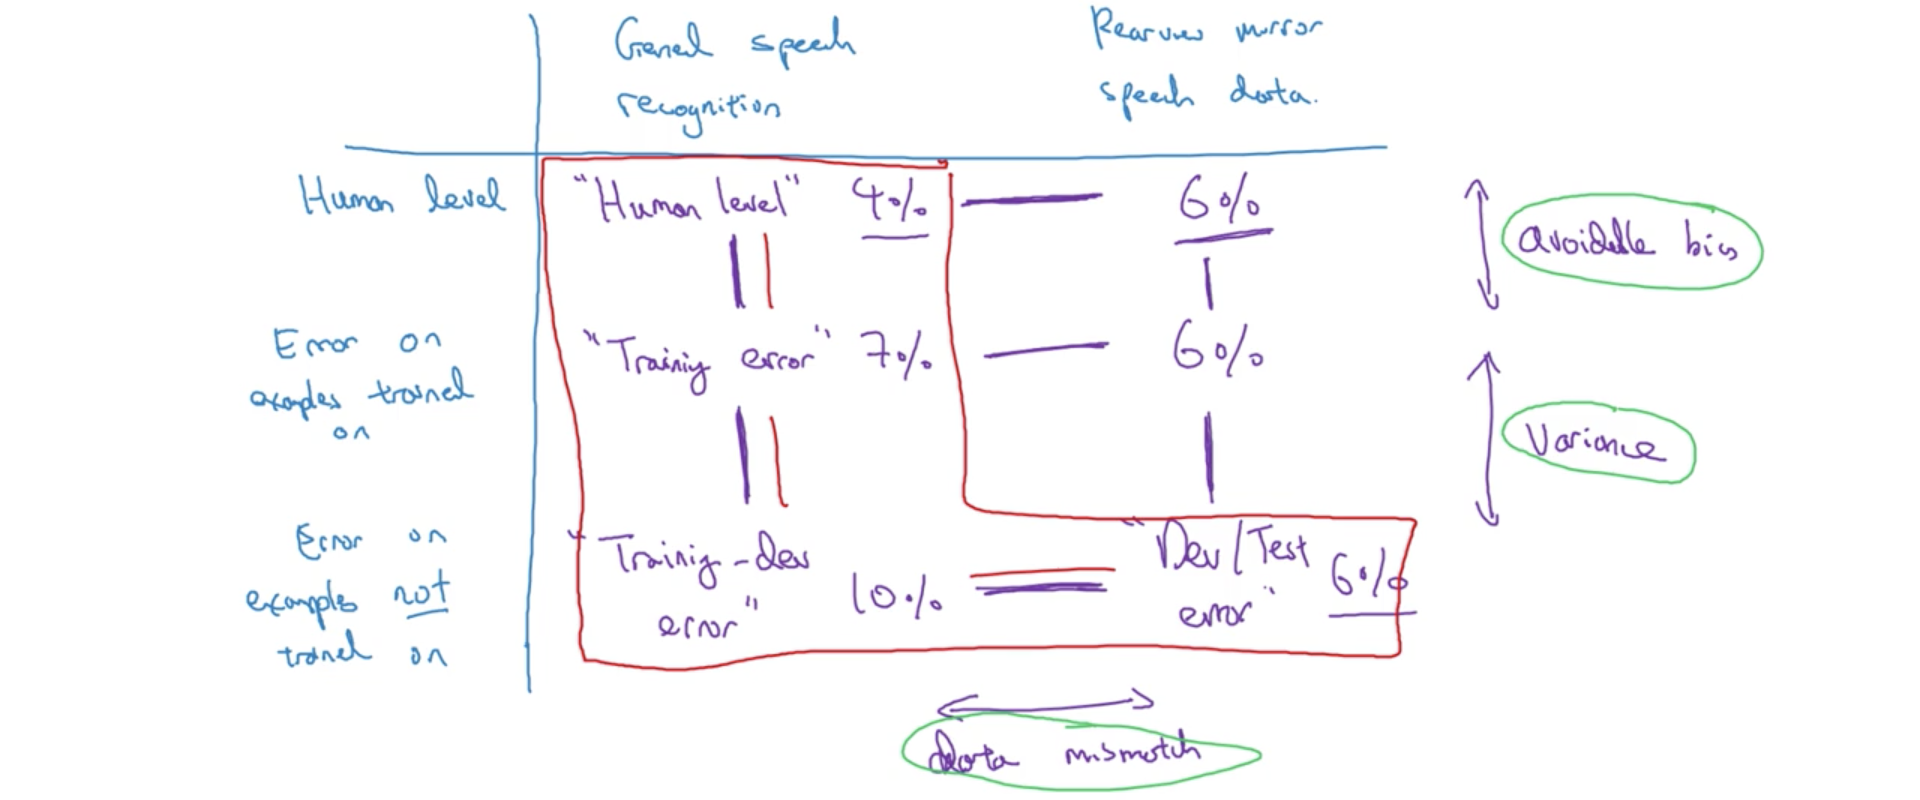 General speech
recognition
Rearview mirror
speech data.
Human level
"Human level" 4%
6%
avoidable bias
Error on
examples trained
on
"Training error" 7%
6%
Variance
Error on
examples not
trained on
"Training-dev
error" 10%
"Dev/Test
error" 6%
data mismatch